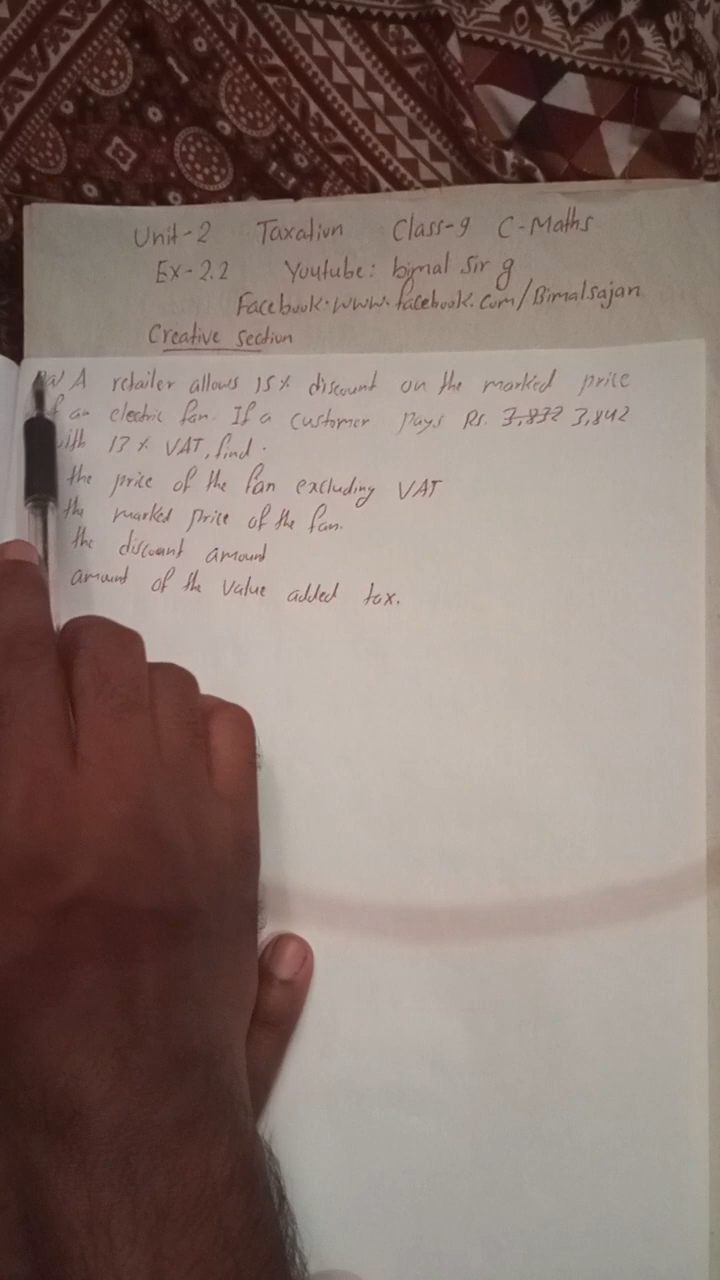 Unit-2 Taxation Class-9 C-Maths
Ex-2.2 Youtube: bimal sir g
Facebook.www.facebook.com/Bimalsajan
Creative section
A retailer allows 15% discount on the marked price
an electric fan. If a customer pays Rs. 3,832 3,842
with 13% VAT, find.
the price of the fan excluding VAT
the marked price of the fan.
the discount amount
amount of the value added tax.